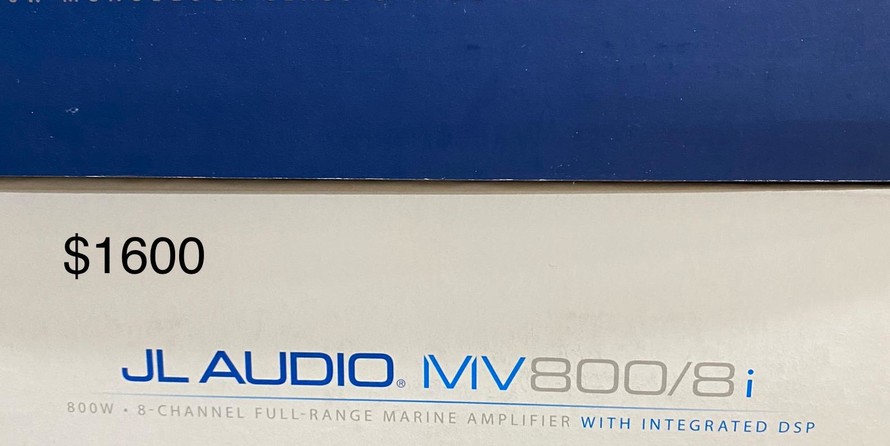 $1600
JL AUDIO® MV800/8i
800W • 8-CHANNEL FULL-RANGE MARINE AMPLIFIER WITH INTEGRATED DSP